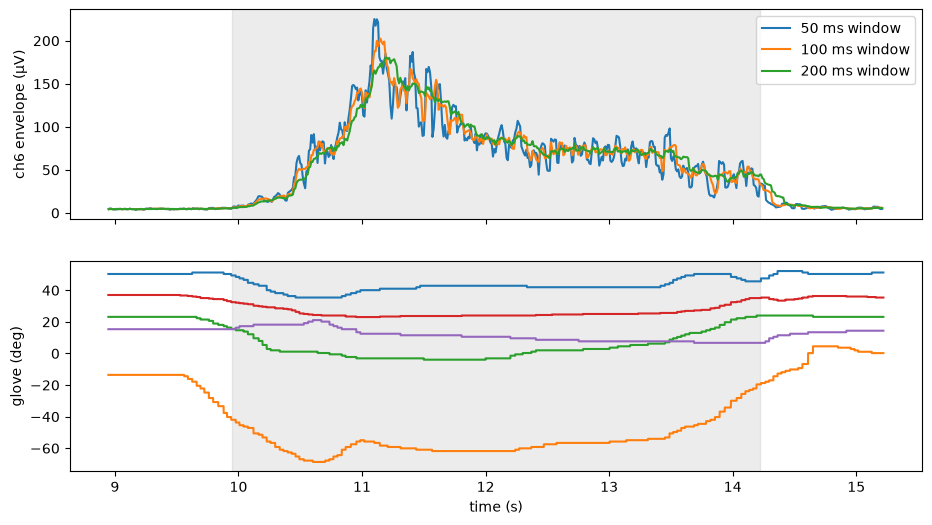 ch6 envelope (µV)
200
150
100
50
0
50 ms window
100 ms window
200 ms window
glove (deg)
40
20
0
−20
−40
−60
9 10 11 12 13 14 15
time (s)